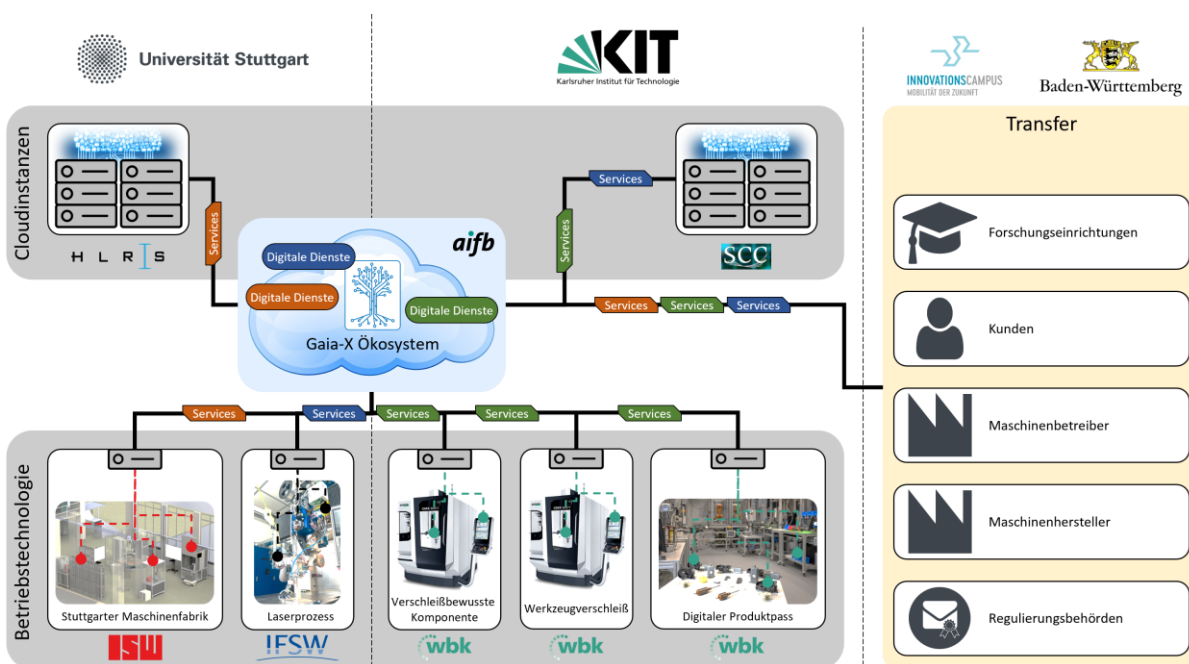 Universität Stuttgart
KIT
Karlsruher Institut für Technologie
INNOVATIONSCAMPUS
MOBILITÄT DER ZUKUNFT
Baden-Württemberg
Transfer
Cloudinstanzen
Services
Services
Services
HLRIS
SCC
aifb
Digitale Dienste
Digitale Dienste
Digitale Dienste
Gaia-X Ökosystem
Services
Services
Services
Forschungseinrichtungen
Kunden
Maschinenbetreiber
Maschinenhersteller
Regulierungsbehörden
Services
Services
Services
Services
Services
Betriebstechnologie
Stuttgarter Maschinenfabrik
Laserprozess
Verschleißbewusste
Komponente
Werkzeugverschleiß
Digitaler Produktpass
ISW
IFSW
wbk
wbk
wbk